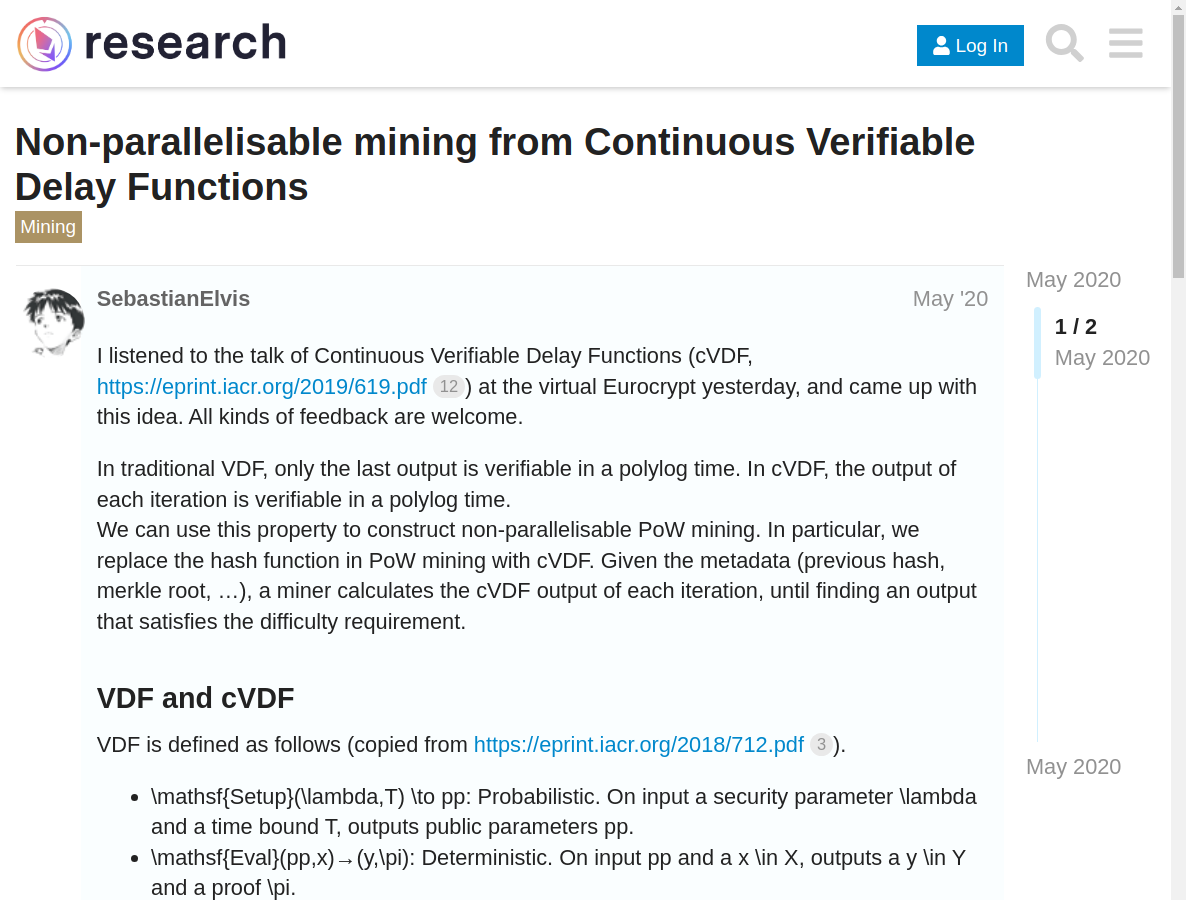 research
Log In
Non-parallelisable mining from Continuous Verifiable
Delay Functions
Mining
SebastianElvis
May '20
I listened to the talk of Continuous Verifiable Delay Functions (cVDF,
https://eprint.iacr.org/2019/619.pdf 12) at the virtual Eurocrypt yesterday, and came up with
this idea. All kinds of feedback are welcome.
In traditional VDF, only the last output is verifiable in a polylog time. In cVDF, the output of
each iteration is verifiable in a polylog time.
We can use this property to construct non-parallelisable PoW mining. In particular, we
replace the hash function in PoW mining with cVDF. Given the metadata (previous hash,
merkle root, …), a miner calculates the cVDF output of each iteration, until finding an output
that satisfies the difficulty requirement.
VDF and cVDF
VDF is defined as follows (copied from https://eprint.iacr.org/2018/712.pdf 3).
• \mathsf{Setup}(\lambda,T) \to pp: Probabilistic. On input a security parameter \lambda
and a time bound T, outputs public parameters pp.
• \mathsf{Eval}(pp,x)→(y,\pi): Deterministic. On input pp and a x \in X, outputs a y \in Y
and a proof \pi.
May 2020
1 / 2
May 2020
May 2020